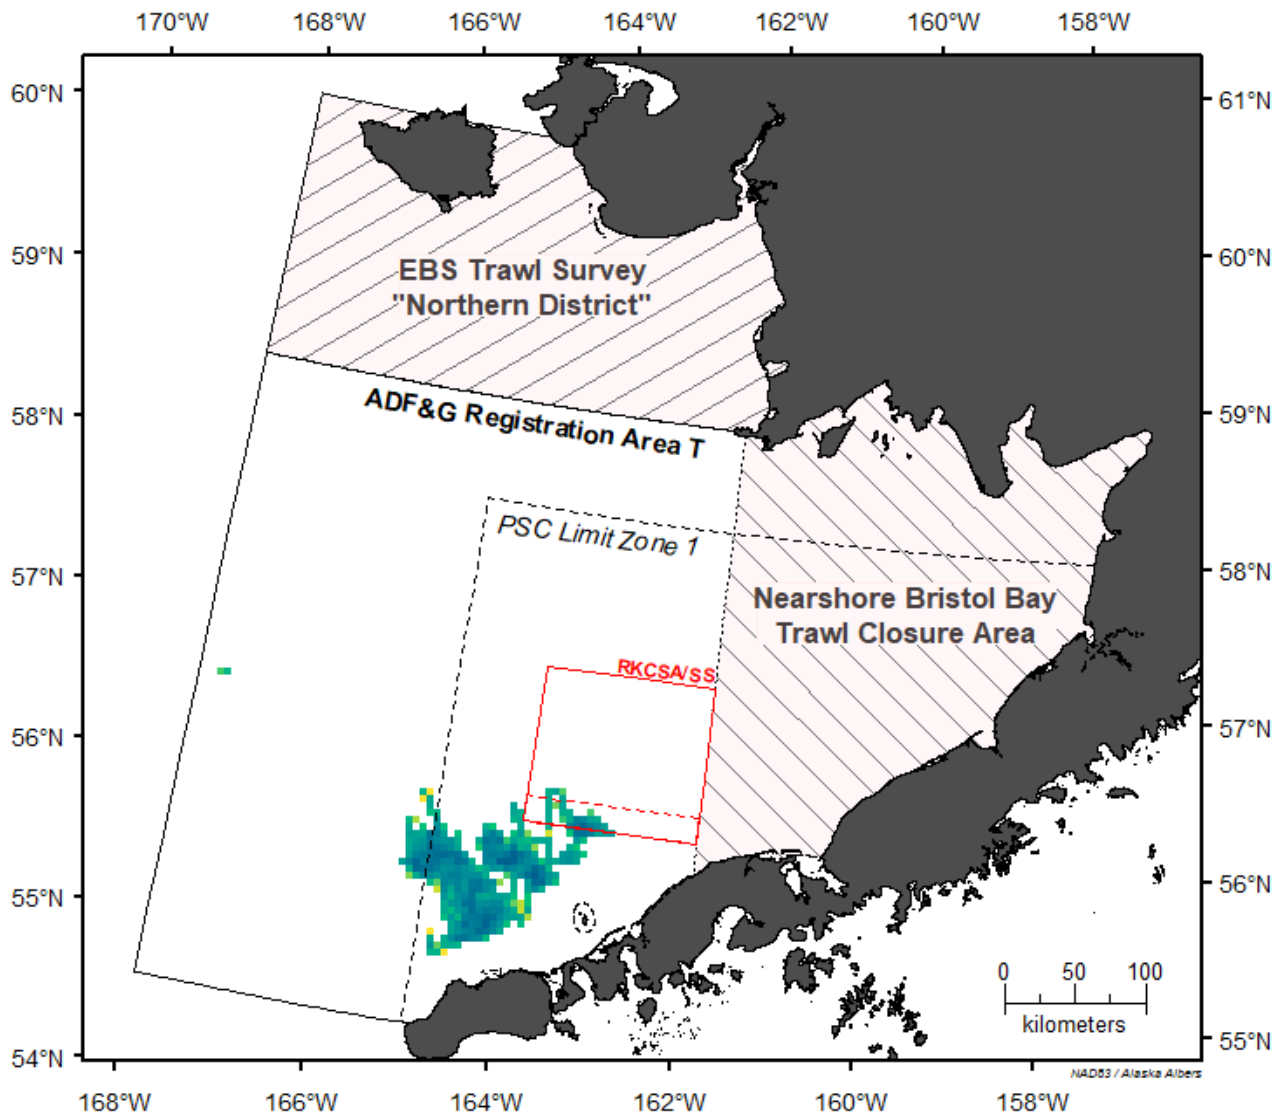 170°W 168°W 166°W 164°W 162°W 160°W 158°W
60°N
61°N
EBS Trawl Survey
"Northern District"
59°N
60°N
ADF&G Registration Area T
58°N
59°N
PSC Limit Zone 1
57°N
58°N
Nearshore Bristol Bay
Trawl Closure Area
RKCSA/SS
56°N
57°N
55°N
56°N
0 50 100
kilometers
54°N
55°N
NAD83 / Alaska Albers
168°W 166°W 164°W 162°W 160°W 158°W